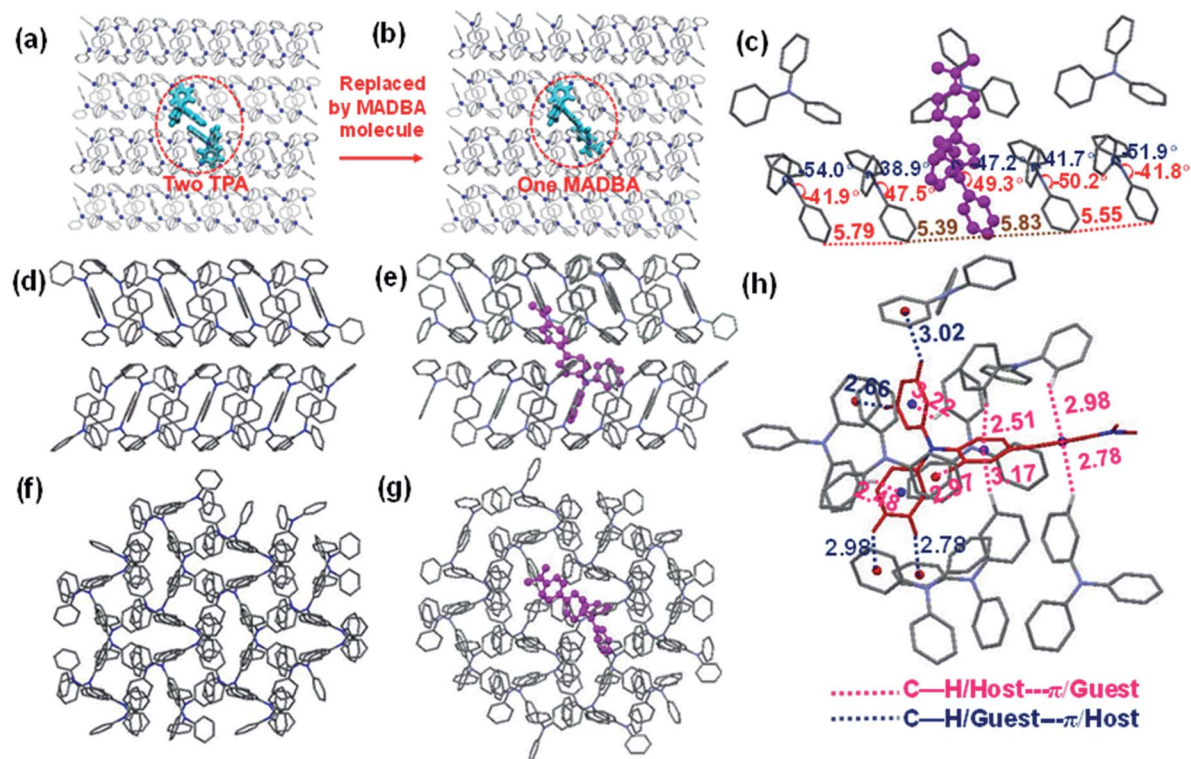 (a)
Two TPA
Replaced
by MADBA
molecule
(b)
One MADBA
(c)
-54.0°
38.9°
-47.2
41.7°
51.9°
-41.9°
47.5°
49.3°
-50.2°
-41.8°
5.79
5.39
5.83
5.55
(d)
(e)
(f)
(g)
(h)
3.02
2.66
3.22
2.51
2.98
2.97
3.17
2.78
2.98
2.78
C—H/Host---π/Guest
C—H/Guest---π/Host